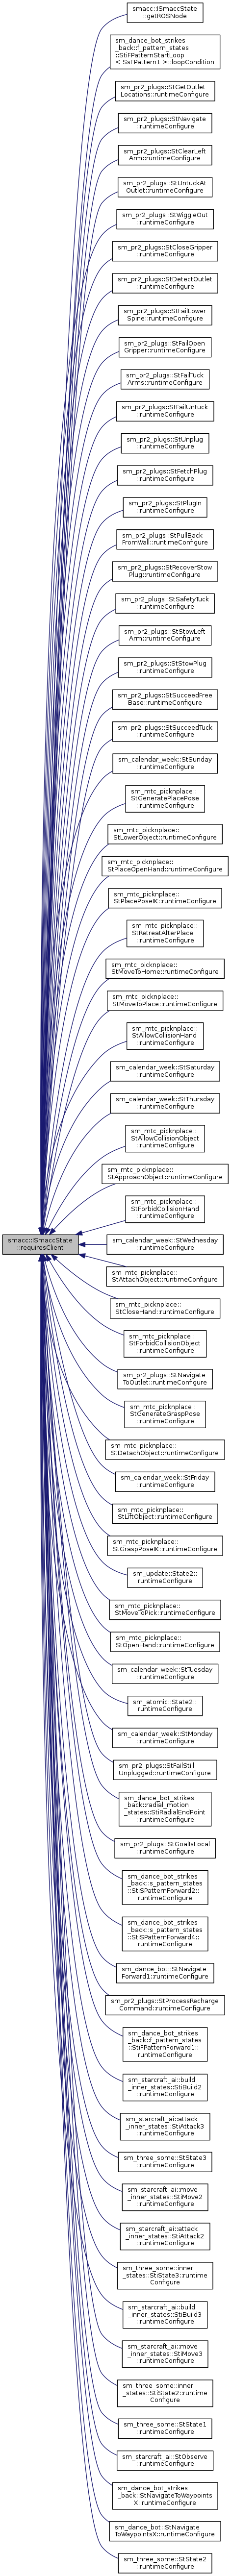 smacc::ISmaccState
::getROSNode
sm_dance_bot_strikes
_back::f_pattern_states
::StiFPatternStartLoop
< SsFPattern1 >::loopCondition
sm_pr2_plugs::StGetOutlet
Locations::runtimeConfigure
sm_pr2_plugs::StNavigate
::runtimeConfigure
sm_pr2_plugs::StClearLeft
Arm::runtimeConfigure
sm_pr2_plugs::StUntuckAt
Outlet::runtimeConfigure
sm_pr2_plugs::StWiggleOut
::runtimeConfigure
sm_pr2_plugs::StCloseGripper
::runtimeConfigure
sm_pr2_plugs::StDetectOutlet
::runtimeConfigure
sm_pr2_plugs::StFailLower
Spine::runtimeConfigure
sm_pr2_plugs::StFailOpen
Gripper::runtimeConfigure
sm_pr2_plugs::StFailTuck
Arms::runtimeConfigure
sm_pr2_plugs::StFailUntuck
::runtimeConfigure
sm_pr2_plugs::StUnplug
::runtimeConfigure
sm_pr2_plugs::StFetchPlug
::runtimeConfigure
sm_pr2_plugs::StPlugIn
::runtimeConfigure
sm_pr2_plugs::StPullBack
FromWall::runtimeConfigure
sm_pr2_plugs::StRecoverStow
Plug::runtimeConfigure
sm_pr2_plugs::StSafetyTuck
::runtimeConfigure
sm_pr2_plugs::StStowLeft
Arm::runtimeConfigure
sm_pr2_plugs::StStowPlug
::runtimeConfigure
sm_pr2_plugs::StSucceedFree
Base::runtimeConfigure
sm_pr2_plugs::StSucceedTuck
::runtimeConfigure
sm_calendar_week::StSunday
::runtimeConfigure
sm_mtc_picknplace::
StGeneratePlacePose
::runtimeConfigure
sm_mtc_picknplace::
StLowerObject::runtimeConfigure
sm_mtc_picknplace::
StPlaceOpenHand::runtimeConfigure
sm_mtc_picknplace::
StPlacePoseIK::runtimeConfigure
sm_mtc_picknplace::
StRetreatAfterPlace
::runtimeConfigure
sm_mtc_picknplace::
StMoveToHome::runtimeConfigure
sm_mtc_picknplace::
StMoveToPlace::runtimeConfigure
sm_mtc_picknplace::
StAllowCollisionHand
::runtimeConfigure
sm_calendar_week::StSaturday
::runtimeConfigure
sm_calendar_week::StThursday
::runtimeConfigure
sm_mtc_picknplace::
StAllowCollisionObject
::runtimeConfigure
sm_mtc_picknplace::
StApproachObject::runtimeConfigure
sm_mtc_picknplace::
StForbidCollisionHand
::runtimeConfigure
smacc::ISmaccState
::requiresClient
sm_calendar_week::StWednesday
::runtimeConfigure
sm_mtc_picknplace::
StAttachObject::runtimeConfigure
sm_mtc_picknplace::
StCloseHand::runtimeConfigure
sm_mtc_picknplace::
StForbidCollisionObject
::runtimeConfigure
sm_pr2_plugs::StNavigate
ToOutlet::runtimeConfigure
sm_mtc_picknplace::
StGenerateGraspPose
::runtimeConfigure
sm_mtc_picknplace::
StDetachObject::runtimeConfigure
sm_calendar_week::StFriday
::runtimeConfigure
sm_mtc_picknplace::
StLiftObject::runtimeConfigure
sm_mtc_picknplace::
StGraspPoseIK::runtimeConfigure
sm_update::State2::
runtimeConfigure
sm_mtc_picknplace::
StMoveToPick::runtimeConfigure
sm_mtc_picknplace::
StOpenHand::runtimeConfigure
sm_calendar_week::StTuesday
::runtimeConfigure
sm_atomic::State2::
runtimeConfigure
sm_calendar_week::StMonday
::runtimeConfigure
sm_pr2_plugs::StFailStill
Unplugged::runtimeConfigure
sm_dance_bot_strikes
_back::radial_motion
_states::StiRadialEndPoint
::runtimeConfigure
sm_pr2_plugs::StGoalIsLocal
::runtimeConfigure
sm_dance_bot_strikes
_back::s_pattern_states
::StiSPatternForward2::
runtimeConfigure
sm_dance_bot_strikes
_back::s_pattern_states
::StiSPatternForward4::
runtimeConfigure
sm_dance_bot::StNavigate
Forward1::runtimeConfigure
sm_pr2_plugs::StProcessRecharge
Command::runtimeConfigure
sm_dance_bot_strikes
_back::f_pattern_states
::StiFPatternForward1::
runtimeConfigure
sm_starcraft_ai::build
_inner_states::StiBuild2
::runtimeConfigure
sm_starcraft_ai::attack
_inner_states::StiAttack3
::runtimeConfigure
sm_three_some::StState3
::runtimeConfigure
sm_starcraft_ai::move
_inner_states::StiMove2
::runtimeConfigure
sm_starcraft_ai::attack
_inner_states::StiAttack2
::runtimeConfigure
sm_three_some::inner
_states::StiState3::runtime
Configure
sm_starcraft_ai::build
_inner_states::StiBuild3
::runtimeConfigure
sm_starcraft_ai::move
_inner_states::StiMove3
::runtimeConfigure
sm_three_some::inner
_states::StiState2::runtime
Configure
sm_three_some::StState1
::runtimeConfigure
sm_starcraft_ai::StObserve
::runtimeConfigure
sm_dance_bot_strikes
_back::StNavigateToWaypoints
X::runtimeConfigure
sm_dance_bot::StNavigate
ToWaypointsX::runtimeConfigure
sm_three_some::StState2
::runtimeConfigure